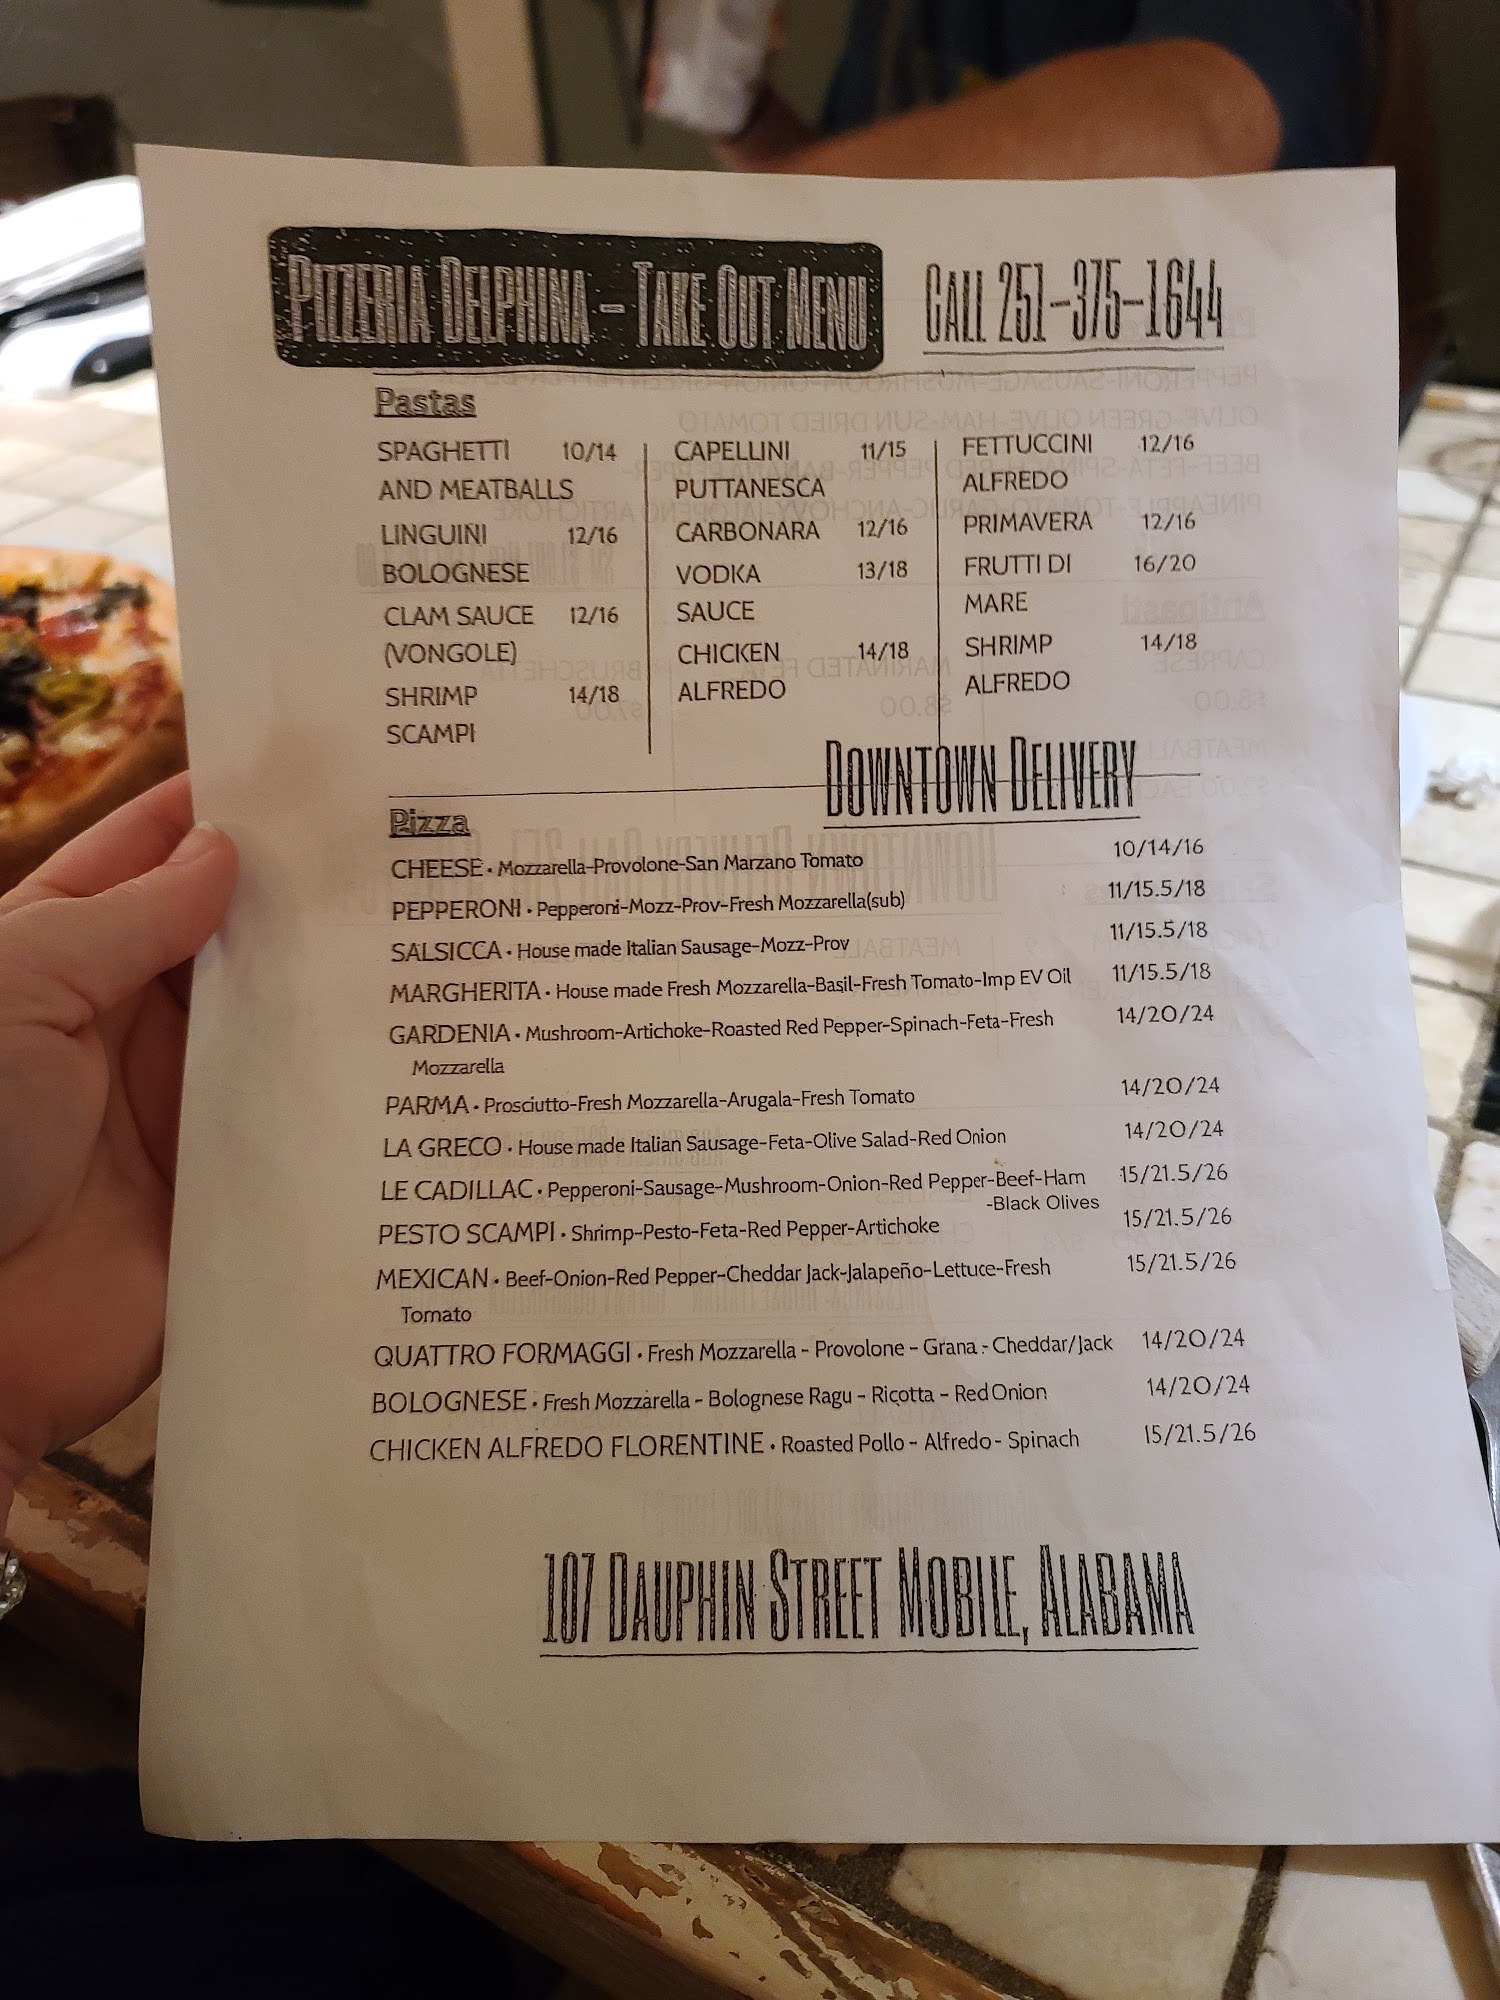 PIZZERIA DELPHINA - TAKE OUT MENU CALL 251-375-1644
Pastas
SPAGHETTI 10/14
AND MEATBALLS
LINGUINI 12/16
BOLOGNESE
CLAM SAUCE 12/16
(VONGOLE)
SHRIMP 14/18
SCAMPI
CAPELLINI 11/15
PUTTANESCA
CARBONARA 12/16
VODKA 13/18
SAUCE
CHICKEN 14/18
ALFREDO
FETTUCCINI 12/16
ALFREDO
PRIMAVERA 12/16
FRUTTI DI 16/20
MARE
SHRIMP 14/18
ALFREDO
DOWNTOWN DELIVERY
Pizza
CHEESE • Mozzarella-Provolone-San Marzano Tomato 10/14/16
PEPPERONI • Pepperoni-Mozz-Prov-Fresh Mozzarella(sub) 11/15.5/18
SALSICCA • House made Italian Sausage-Mozz-Prov 11/15.5/18
MARGHERITA • House made Fresh Mozzarella-Basil-Fresh Tomato-Imp EV Oil 11/15.5/18
GARDENIA • Mushroom-Artichoke-Roasted Red Pepper-Spinach-Feta-Fresh 14/20/24
Mozzarella
PARMA • Prosciutto-Fresh Mozzarella-Arugala-Fresh Tomato 14/20/24
LA GRECO • House made Italian Sausage-Feta-Olive Salad-Red Onion 14/20/24
LE CADILLAC • Pepperoni-Sausage-Mushroom-Onion-Red Pepper-Beef-Ham 15/21.5/26
-Black Olives
PESTO SCAMPI • Shrimp-Pesto-Feta-Red Pepper-Artichoke 15/21.5/26
MEXICAN • Beef-Onion-Red Pepper-Cheddar Jack-Jalapeño-Lettuce-Fresh 15/21.5/26
Tomato
QUATTRO FORMAGGI • Fresh Mozzarella - Provolone - Grana - Cheddar/Jack 14/20/24
BOLOGNESE • Fresh Mozzarella - Bolognese Ragu - Ricotta - Red Onion 14/20/24
CHICKEN ALFREDO FLORENTINE • Roasted Pollo - Alfredo - Spinach 15/21.5/26
107 DAUPHIN STREET MOBILE, ALABAMA